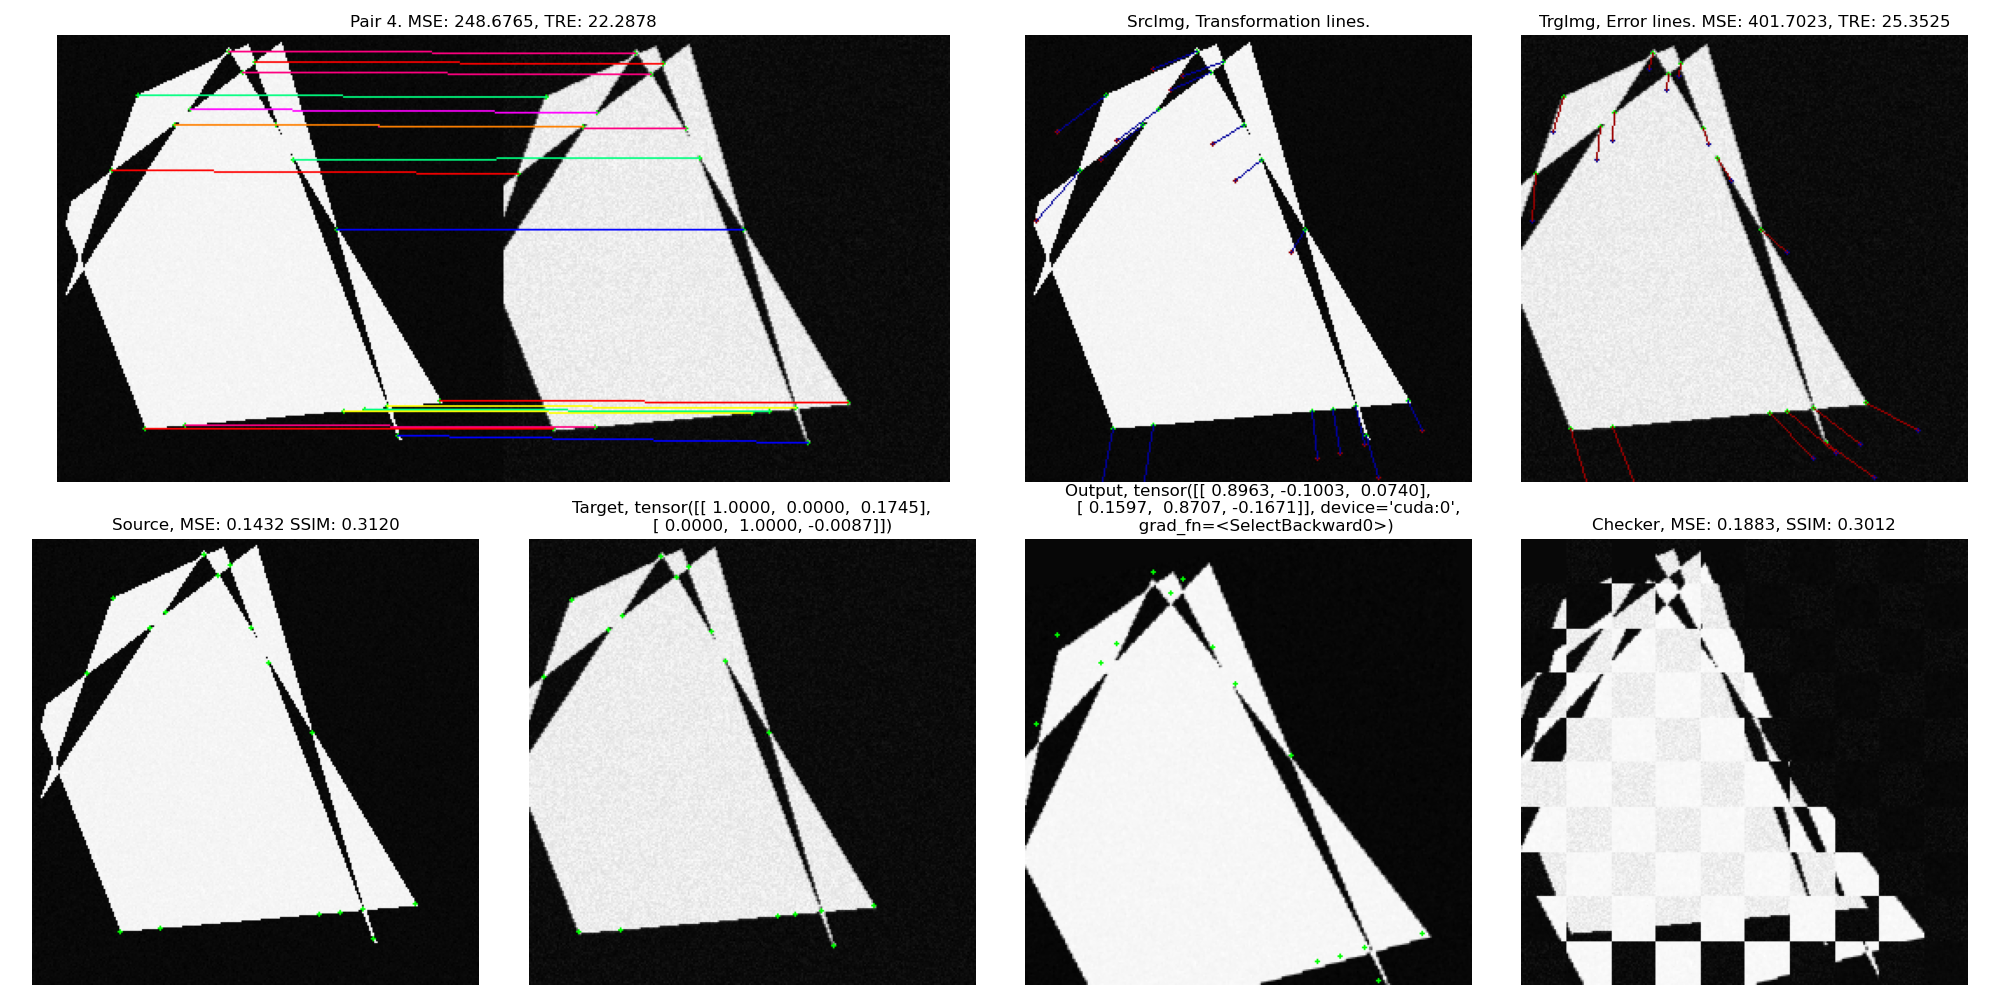 Pair 4. MSE: 248.6765, TRE: 22.2878
SrcImg, Transformation lines.
TrgImg, Error lines. MSE: 401.7023, TRE: 25.3525
Source, MSE: 0.1432 SSIM: 0.3120
Target, tensor([[ 1.0000, 0.0000, 0.1745],
[ 0.0000, 1.0000, -0.0087]])
Output, tensor([[ 0.8963, -0.1003, 0.0740],
[ 0.1597, 0.8707, -0.1671]], device='cuda:0',
grad_fn=<SelectBackward0>)
Checker, MSE: 0.1883, SSIM: 0.3012